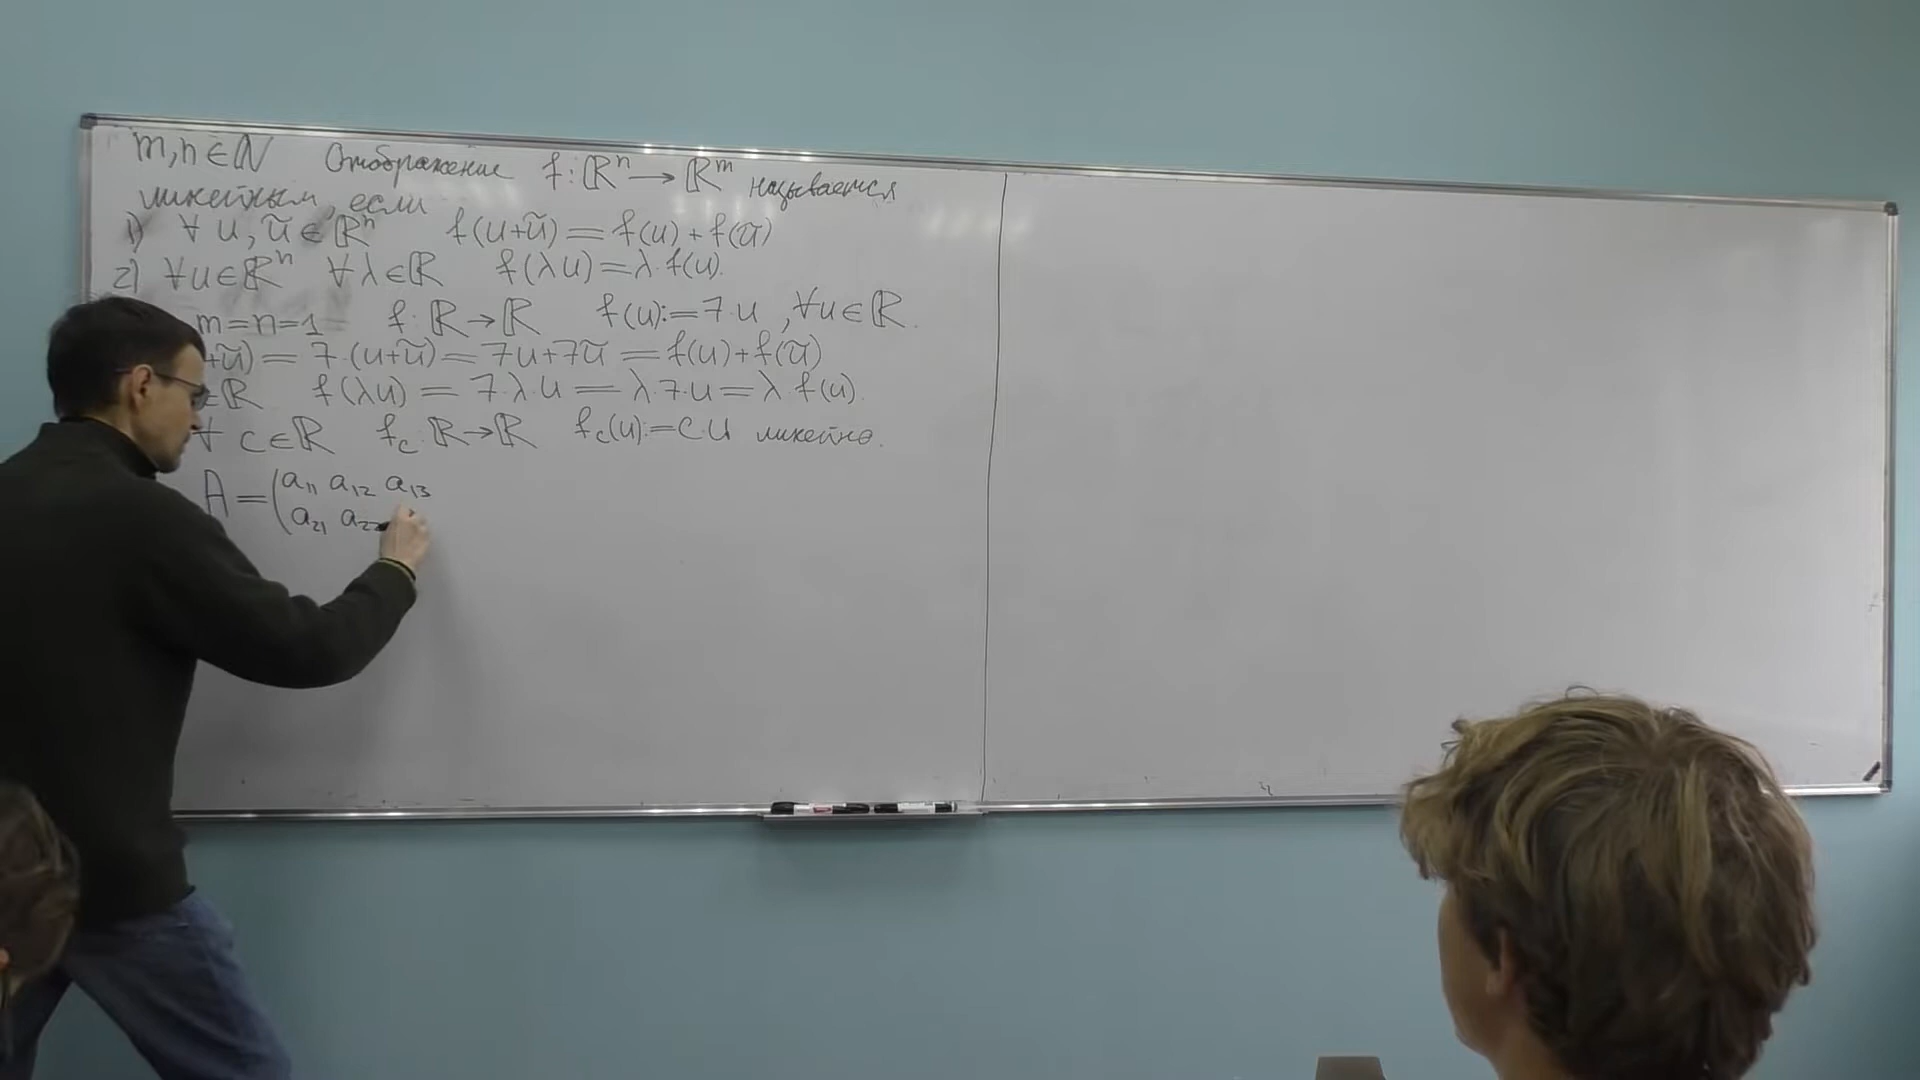 m,n∈ℕ Отображение f:ℝⁿ→ℝᵐ называется
линейным, если
1) ∀ u,ũ∈ℝⁿ f(u+ũ)=f(u)+f(ũ)
2) ∀u∈ℝⁿ ∀λ∈ℝ f(λu)=λ·f(u).
m=n=1 f:ℝ→ℝ f(u):=7·u ,∀u∈ℝ.
+ũ)=7·(u+ũ)=7u+7ũ=f(u)+f(ũ)
∈ℝ f(λu)=7·λ·u=λ·7·u=λ·f(u).
∀ c∈ℝ f_c:ℝ→ℝ f_c(u):=c·u линейно.
A=(a₁₁ a₁₂ a₁₃
a₂₁ a₂₂